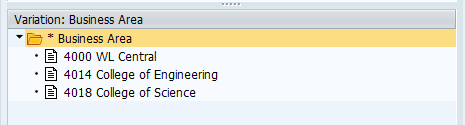 Variation: Business Area
* Business Area
4000 WL Central
4014 College of Engineering
4018 College of Science